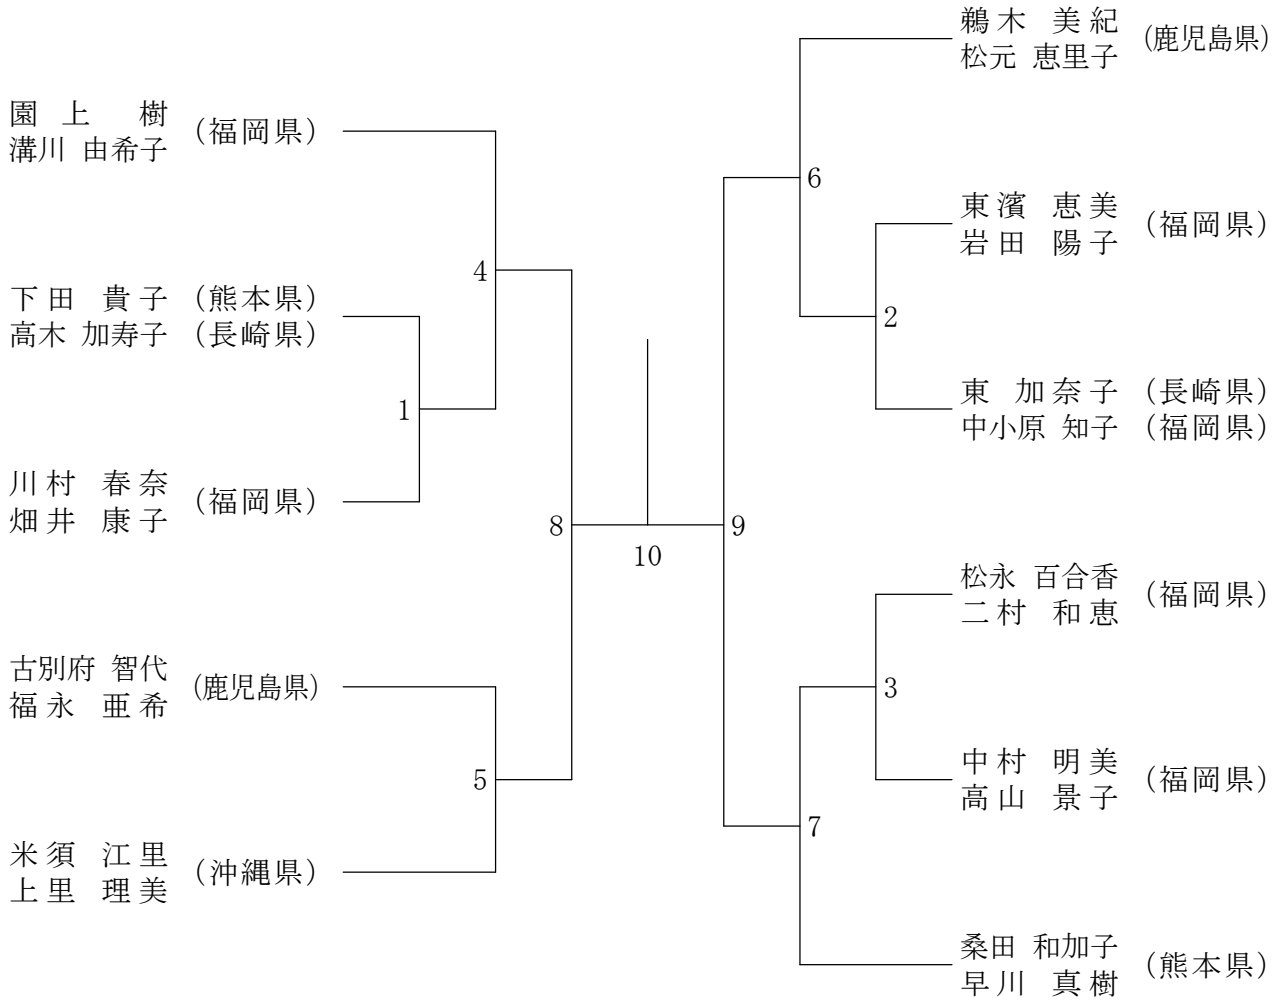 園上 樹
溝川 由希子 (福岡県)
4
下田 貴子 (熊本県)
高木 加寿子 (長崎県)
1
川村 春奈
畑井 康子 (福岡県)
8
古別府 智代
福永 亜希 (鹿児島県)
5
米須 江里
上里 理美 (沖縄県)
10
鵜木 美紀
松元 恵里子 (鹿児島県)
6
東濱 恵美
岩田 陽子 (福岡県)
2
東 加奈子 (長崎県)
中小原 知子 (福岡県)
9
松永 百合香
二村 和恵 (福岡県)
3
中村 明美
高山 景子 (福岡県)
7
桑田 和加子
早川 真樹 (熊本県)